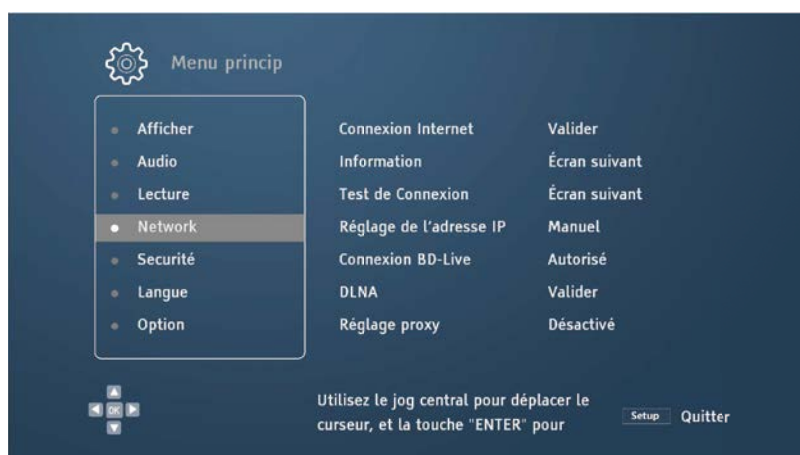 Menu princip
Afficher
Audio
Lecture
Network
Securité
Langue
Option
Connexion Internet Valider
Information Écran suivant
Test de Connexion Écran suivant
Réglage de l'adresse IP Manuel
Connexion BD-Live Autorisé
DLNA Valider
Réglage proxy Désactivé
OK
Utilisez le jog central pour déplacer le
curseur, et la touche "ENTER" pour
Setup Quitter